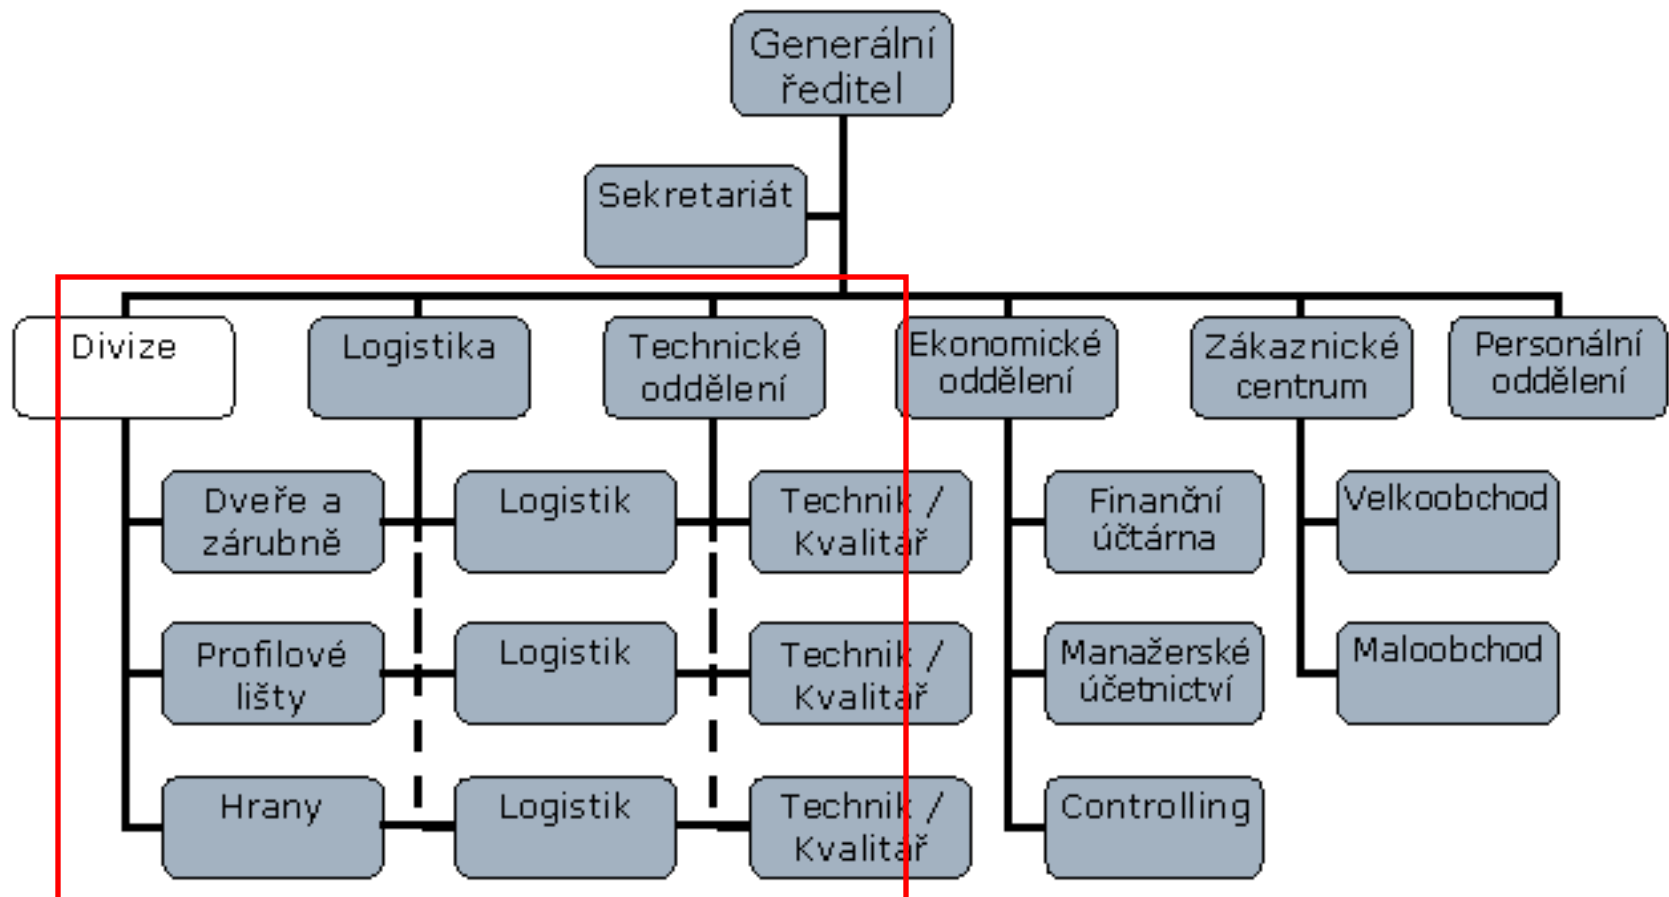 Generální
ředitel
Sekretariát
Divize
Logistika
Technické
oddělení
Ekonomické
oddělení
Zákaznické
centrum
Personální
oddělení
Dveře a
zárubně
Logistik
Technik /
Kvalitář
Finanční
účtárna
Velkoobchod
Profilové
lišty
Logistik
Technik /
Kvalitář
Manažerské
účetnictví
Maloobchod
Hrany
Logistik
Technik /
Kvalitář
Controlling